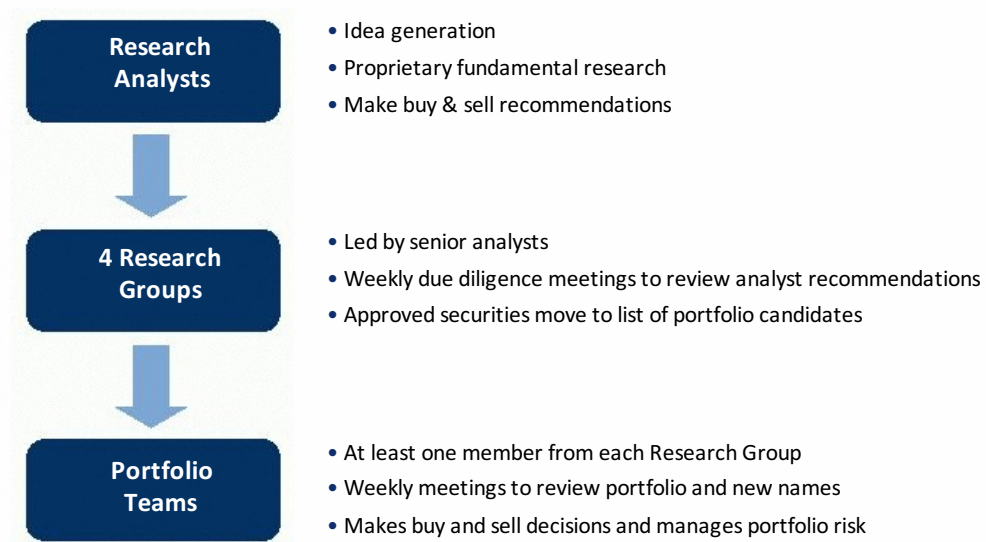 Research
Analysts
• Idea generation
• Proprietary fundamental research
• Make buy & sell recommendations
4 Research
Groups
• Led by senior analysts
• Weekly due diligence meetings to review analyst recommendations
• Approved securities move to list of portfolio candidates
Portfolio
Teams
• At least one member from each Research Group
• Weekly meetings to review portfolio and new names
• Makes buy and sell decisions and manages portfolio risk